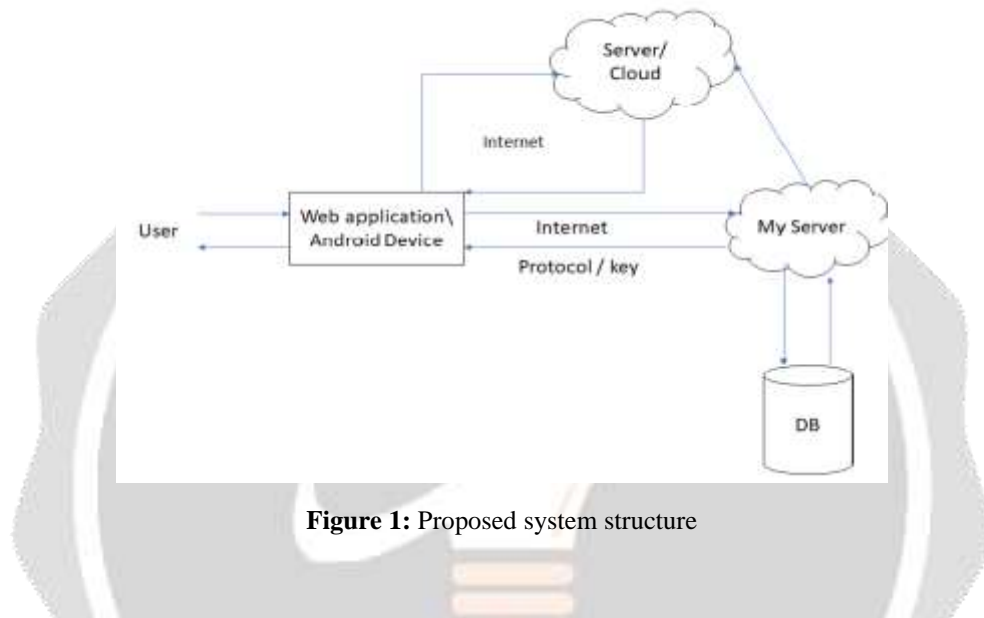 Server/
Cloud
Internet
User
Web application\
Android Device
Internet
Protocol / key
My Server
DB
Figure 1: Proposed system structure